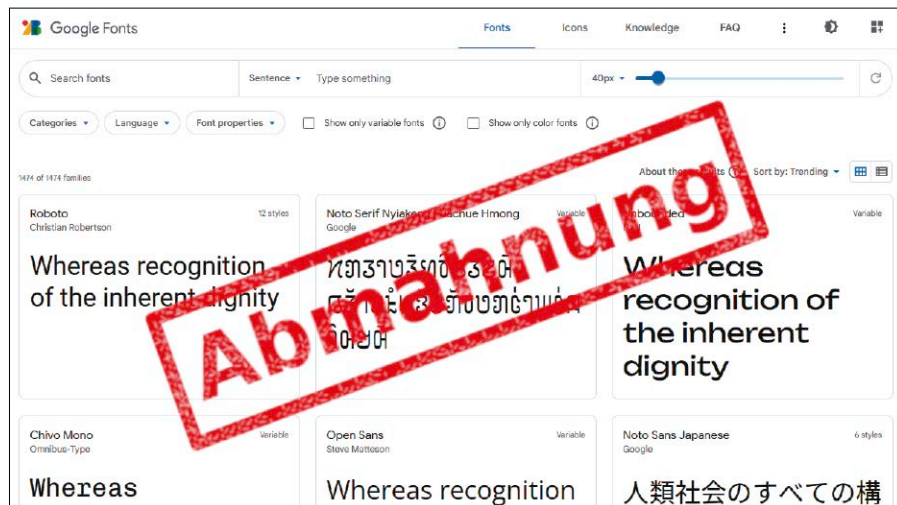 Google Fonts
Fonts
Icons
Knowledge
FAQ
Search fonts
Sentence
Type something
40px
Categories
Language
Font properties
Show only variable fonts
Show only color fonts
1474 of 1474 families
About these
Sort by: Trending
Roboto
12 styles
Christian Robertson
Whereas recognition
of the inherent dignity
Noto Serif Hmong
Variable
Google
Unbounded
Variable
Whereas
recognition of
the inherent
dignity
Abmahnung
Chivo Mono
Variable
Omnibus-Type
Whereas
Open Sans
Variable
Steve Matteson
Whereas recognition
Noto Sans Japanese
6 styles
Google
人類社会のすべての構